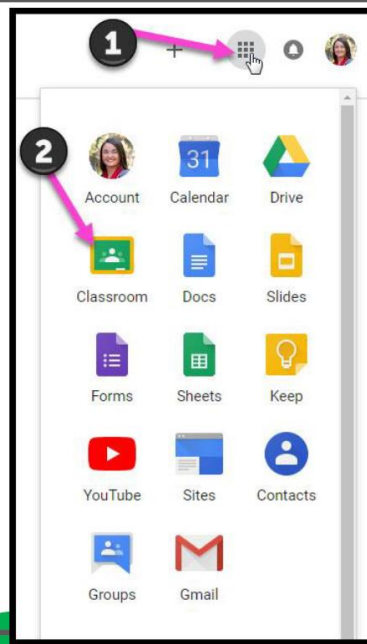 1
+
2
31
Account Calendar Drive
Classroom Docs Slides
Forms Sheets Keep
YouTube Sites Contacts
Groups Gmail